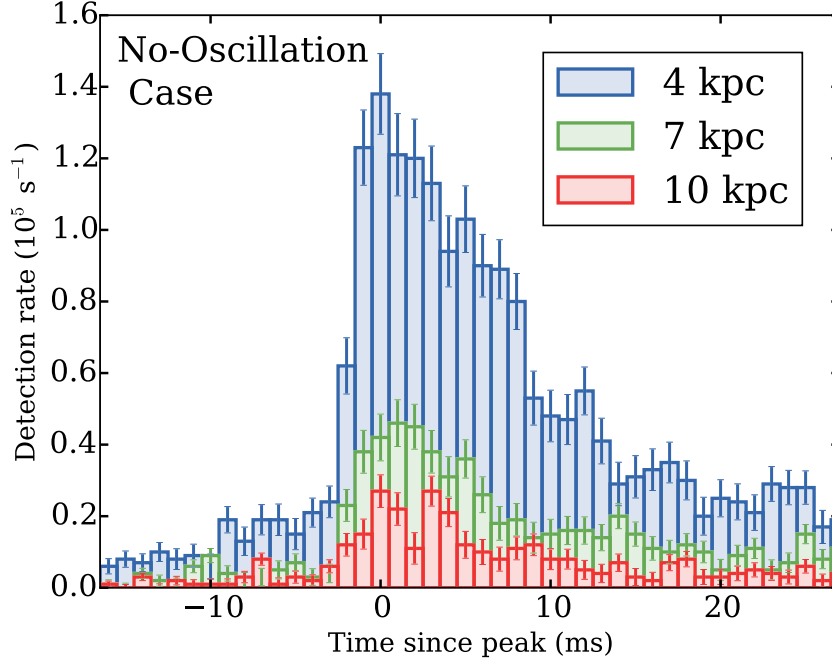 No-Oscillation
Case
4 kpc
7 kpc
10 kpc
Detection rate (10⁵ s⁻¹)
1.6
1.4
1.2
1.0
0.8
0.6
0.4
0.2
0.0
−10 0 10 20
Time since peak (ms)